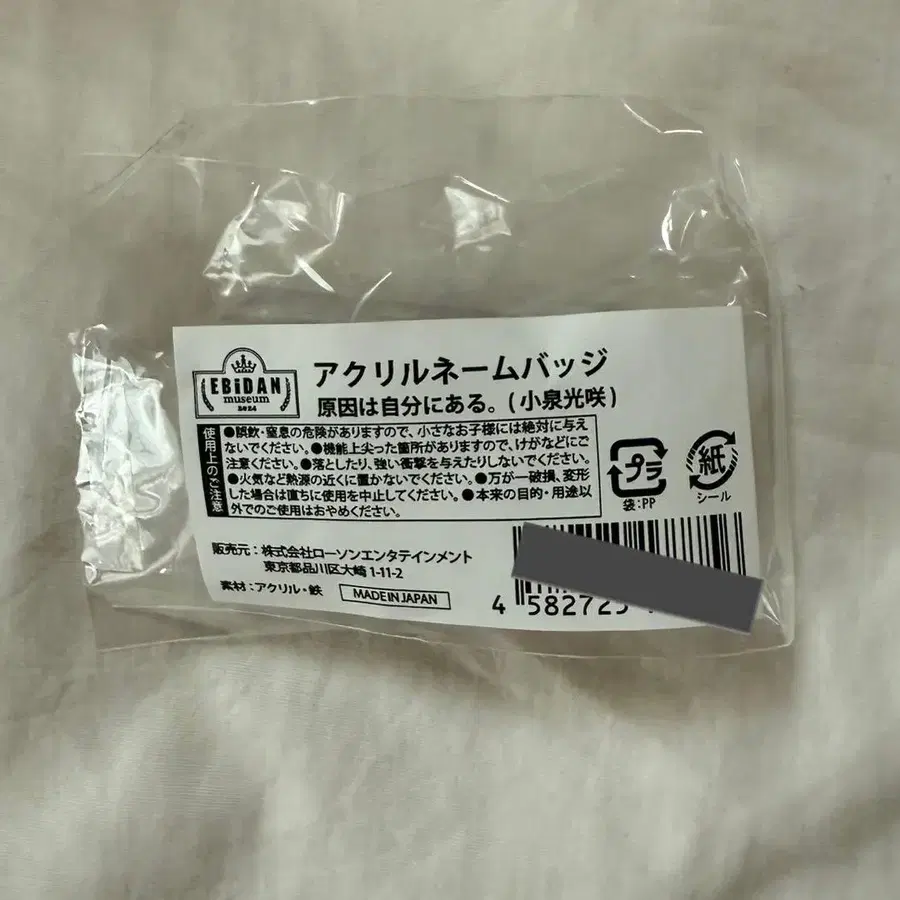 EBiDAN
museum
2024
アクリルネームバッジ
原因は自分にある。(小泉光咲)
使用上のご注意
●誤飲・窒息の危険がありますので、小さなお子様には絶対に与え
ないでください。●機能上尖った箇所がありますので、けがなどにご
注意ください。●落としたり、強い衝撃を与えたりしないでください。
●火気など熱源の近くに置かないでください。●万が一破損、変形
した場合は直ちに使用を中止してください。●本来の目的・用途以
外でのご使用はおやめください。
プラ
袋:PP
紙
シール
販売元:株式会社ローソンエンタテインメント
東京都品川区大崎1-11-2
素材:アクリル・鉄
MADE IN JAPAN
4 582725